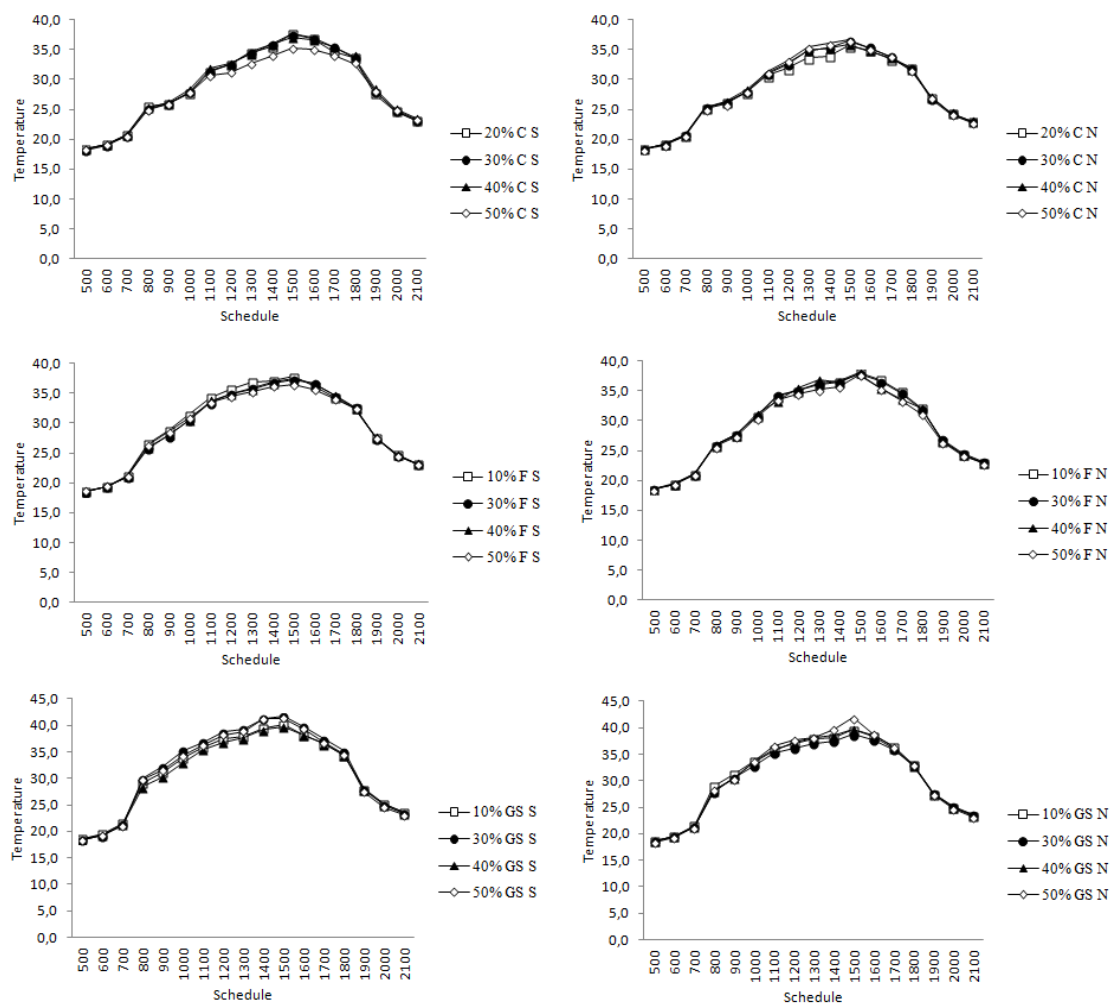 40,0
35,0
30,0
25,0
20,0
15,0
10,0
5,0
0,0
Temperature
500 600 700 800 900 1000 1100 1200 1300 1400 1500 1600 1700 1800 1900 2000 2100
Schedule
20% C S
30% C S
40% C S
50% C S
40,0
35,0
30,0
25,0
20,0
15,0
10,0
5,0
0,0
Temperature
500 600 700 800 900 1000 1100 1200 1300 1400 1500 1600 1700 1800 1900 2000 2100
Schedule
20% C N
30% C N
40% C N
50% C N
40,0
35,0
30,0
25,0
20,0
15,0
10,0
5,0
0,0
Temperature
500 600 700 800 900 1000 1100 1200 1300 1400 1500 1600 1700 1800 1900 2000 2100
Schedule
10% F S
30% F S
40% F S
50% F S
40,0
35,0
30,0
25,0
20,0
15,0
10,0
5,0
0,0
Temperature
500 600 700 800 900 1000 1100 1200 1300 1400 1500 1600 1700 1800 1900 2000 2100
Schedule
10% F N
30% F N
40% F N
50% F N
45,0
40,0
35,0
30,0
25,0
20,0
15,0
10,0
5,0
0,0
Temperature
500 600 700 800 900 1000 1100 1200 1300 1400 1500 1600 1700 1800 1900 2000 2100
Schedule
10% GS S
30% GS S
40% GS S
50% GS S
45,0
40,0
35,0
30,0
25,0
20,0
15,0
10,0
5,0
0,0
Temperature
500 600 700 800 900 1000 1100 1200 1300 1400 1500 1600 1700 1800 1900 2000 2100
Schedule
10% GS N
30% GS N
40% GS N
50% GS N